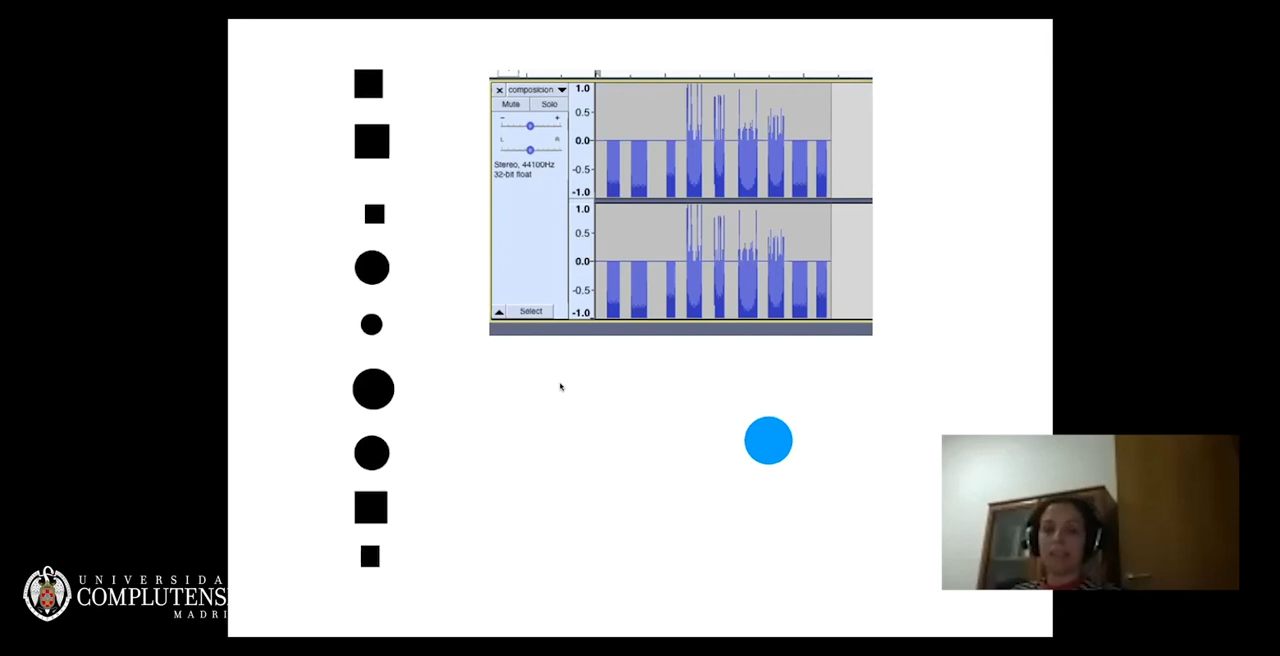 composicion
Mute Solo
- +
L R
Stereo, 44100Hz
32-bit float
Select
1.0
0.5
0.0
-0.5
-1.0
1.0
0.5
0.0
-0.5
-1.0
UNIVERSIDA
COMPLUTENS
MADRI